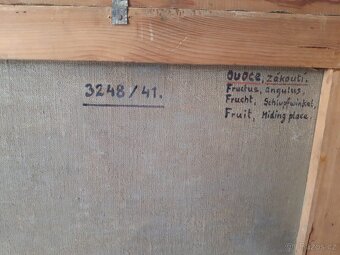 Ovoce, zákoutí.
3248/41.
Fructus, angulus.
Frucht, Schlupfwinkel.
Fruit, Hiding place.